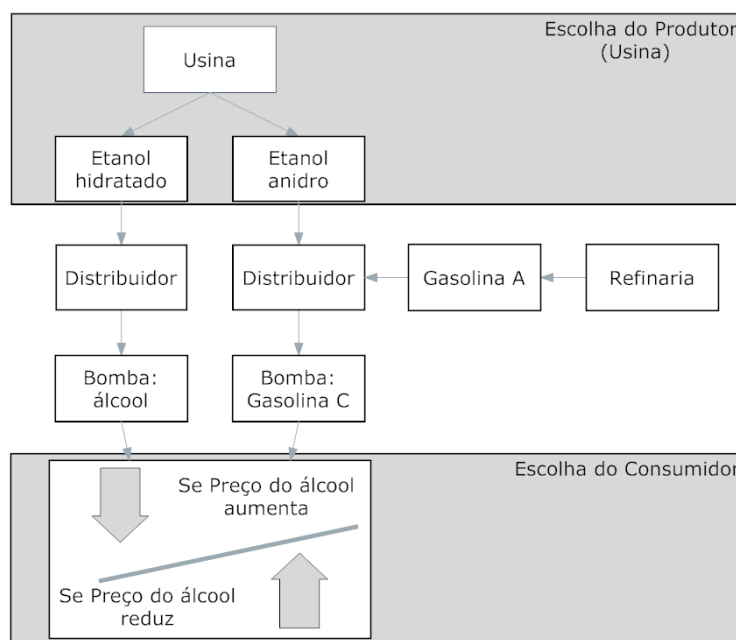 Escolha do Produtor
(Usina)
Usina
Etanol
hidratado
Etanol
anidro
Distribuidor
Distribuidor
Gasolina A
Refinaria
Bomba:
álcool
Bomba:
Gasolina C
Escolha do Consumidor
Se Preço do álcool
aumenta
Se Preço do álcool
reduz